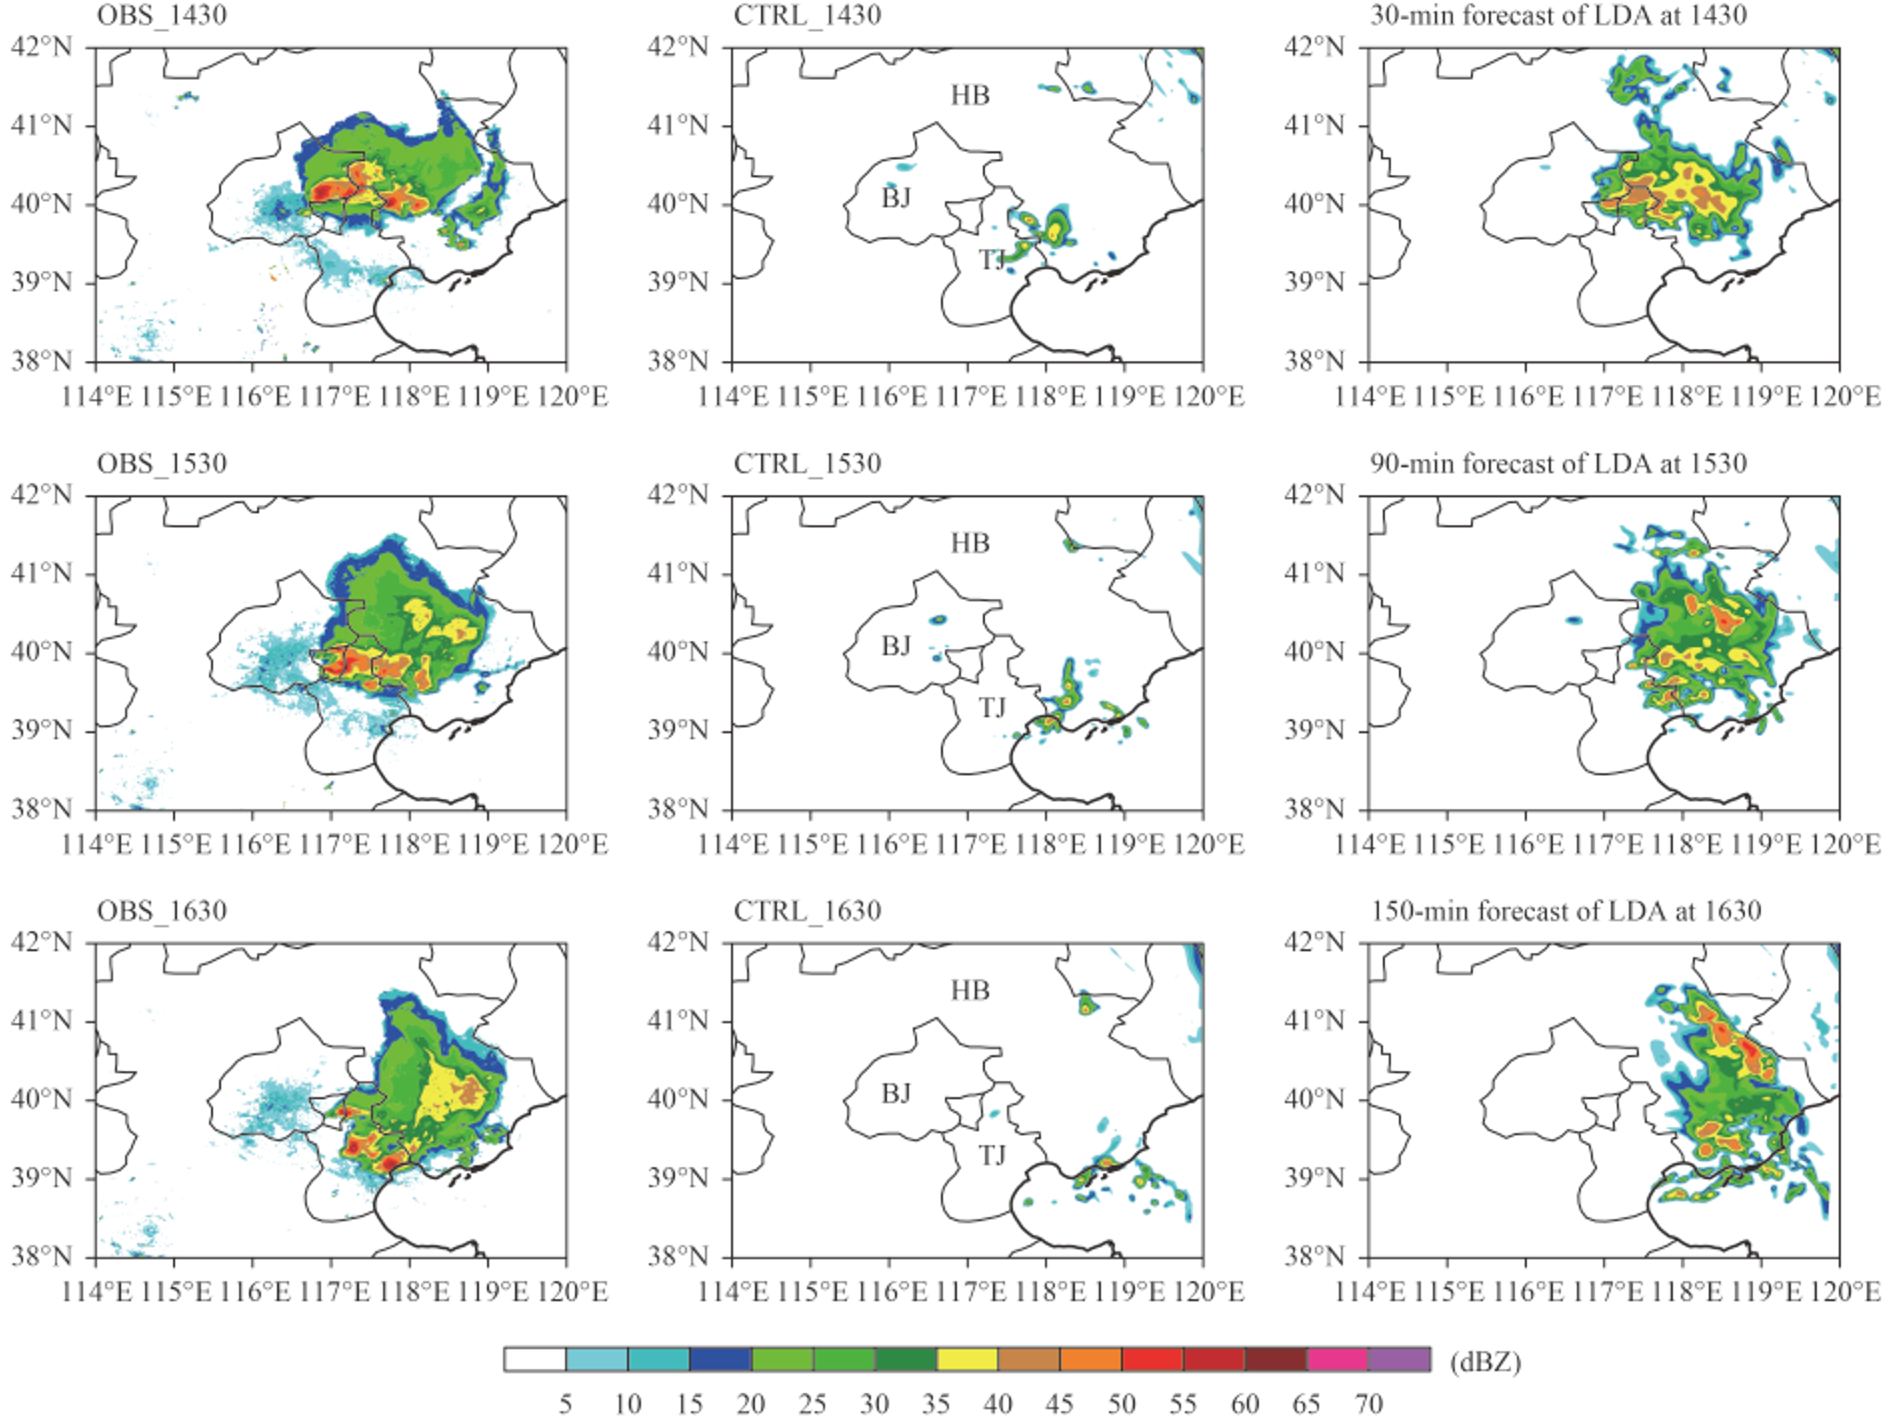 OBS_1430 CTRL_1430 30-min forecast of LDA at 1430
42°N 42°N 42°N
HB
41°N 41°N 41°N
BJ
40°N 40°N 40°N
TJ
39°N 39°N 39°N
38°N 38°N 38°N
114°E 115°E 116°E 117°E 118°E 119°E 120°E 114°E 115°E 116°E 117°E 118°E 119°E 120°E 114°E 115°E 116°E 117°E 118°E 119°E 120°E
OBS_1530 CTRL_1530 90-min forecast of LDA at 1530
42°N 42°N 42°N
HB
41°N 41°N 41°N
BJ
40°N 40°N 40°N
TJ
39°N 39°N 39°N
38°N 38°N 38°N
114°E 115°E 116°E 117°E 118°E 119°E 120°E 114°E 115°E 116°E 117°E 118°E 119°E 120°E 114°E 115°E 116°E 117°E 118°E 119°E 120°E
OBS_1630 CTRL_1630 150-min forecast of LDA at 1630
42°N 42°N 42°N
HB
41°N 41°N 41°N
BJ
40°N 40°N 40°N
TJ
39°N 39°N 39°N
38°N 38°N 38°N
114°E 115°E 116°E 117°E 118°E 119°E 120°E 114°E 115°E 116°E 117°E 118°E 119°E 120°E 114°E 115°E 116°E 117°E 118°E 119°E 120°E
(dBZ)
5 10 15 20 25 30 35 40 45 50 55 60 65 70